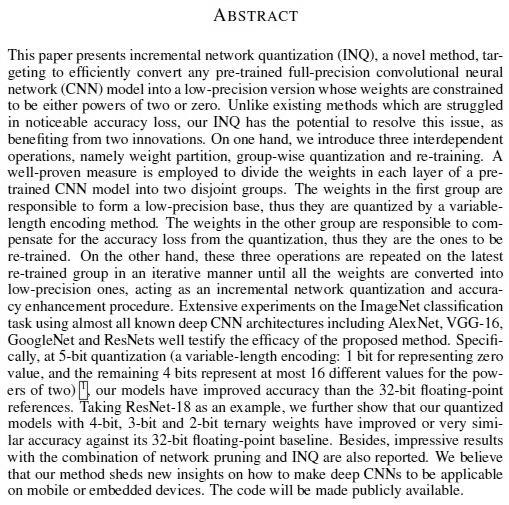 ABSTRACT
This paper presents incremental network quantization (INQ), a novel method, tar-
geting to efficiently convert any pre-trained full-precision convolutional neural
network (CNN) model into a low-precision version whose weights are constrained
to be either powers of two or zero. Unlike existing methods which are struggled
in noticeable accuracy loss, our INQ has the potential to resolve this issue, as
benefiting from two innovations. On one hand, we introduce three interdependent
operations, namely weight partition, group-wise quantization and re-training. A
well-proven measure is employed to divide the weights in each layer of a pre-
trained CNN model into two disjoint groups. The weights in the first group are
responsible to form a low-precision base, thus they are quantized by a variable-
length encoding method. The weights in the other group are responsible to com-
pensate for the accuracy loss from the quantization, thus they are the ones to be
re-trained. On the other hand, these three operations are repeated on the latest
re-trained group in an iterative manner until all the weights are converted into
low-precision ones, acting as an incremental network quantization and accura-
cy enhancement procedure. Extensive experiments on the ImageNet classification
task using almost all known deep CNN architectures including AlexNet, VGG-16,
GoogleNet and ResNets well testify the efficacy of the proposed method. Specifi-
cally, at 5-bit quantization (a variable-length encoding: 1 bit for representing zero
value, and the remaining 4 bits represent at most 16 different values for the pow-
ers of two) 1, our models have improved accuracy than the 32-bit floating-point
references. Taking ResNet-18 as an example, we further show that our quantized
models with 4-bit, 3-bit and 2-bit ternary weights have improved or very simi-
lar accuracy against its 32-bit floating-point baseline. Besides, impressive results
with the combination of network pruning and INQ are also reported. We believe
that our method sheds new insights on how to make deep CNNs to be applicable
on mobile or embedded devices. The code will be made publicly available.